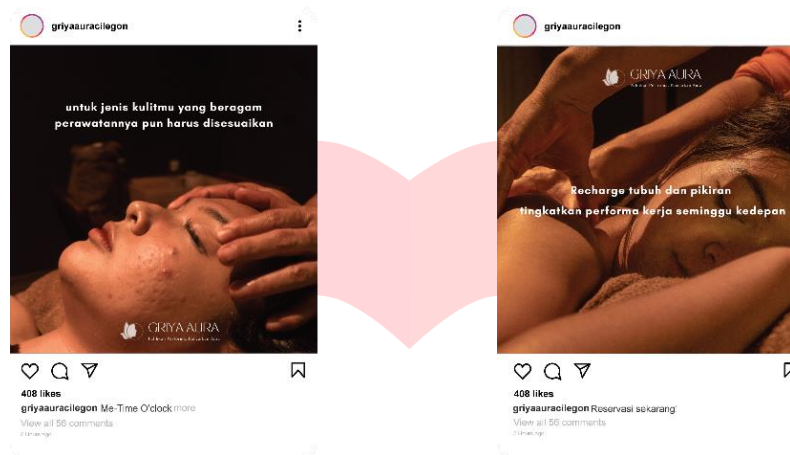 griyaauracilegon
untuk jenis kulitmu yang beragam
perawatannya pun harus disesuaikan
GRIYA AURA
408 likes
griyaauracilegon Me-Time O'clock more
View all 56 comments
griyaauracilegon
GRIYA AURA
Recharge tubuh dan pikiran
tingkatkan performa kerja seminggu kedepan
408 likes
griyaauracilegon Reservasi sekarang
View all 56 comments